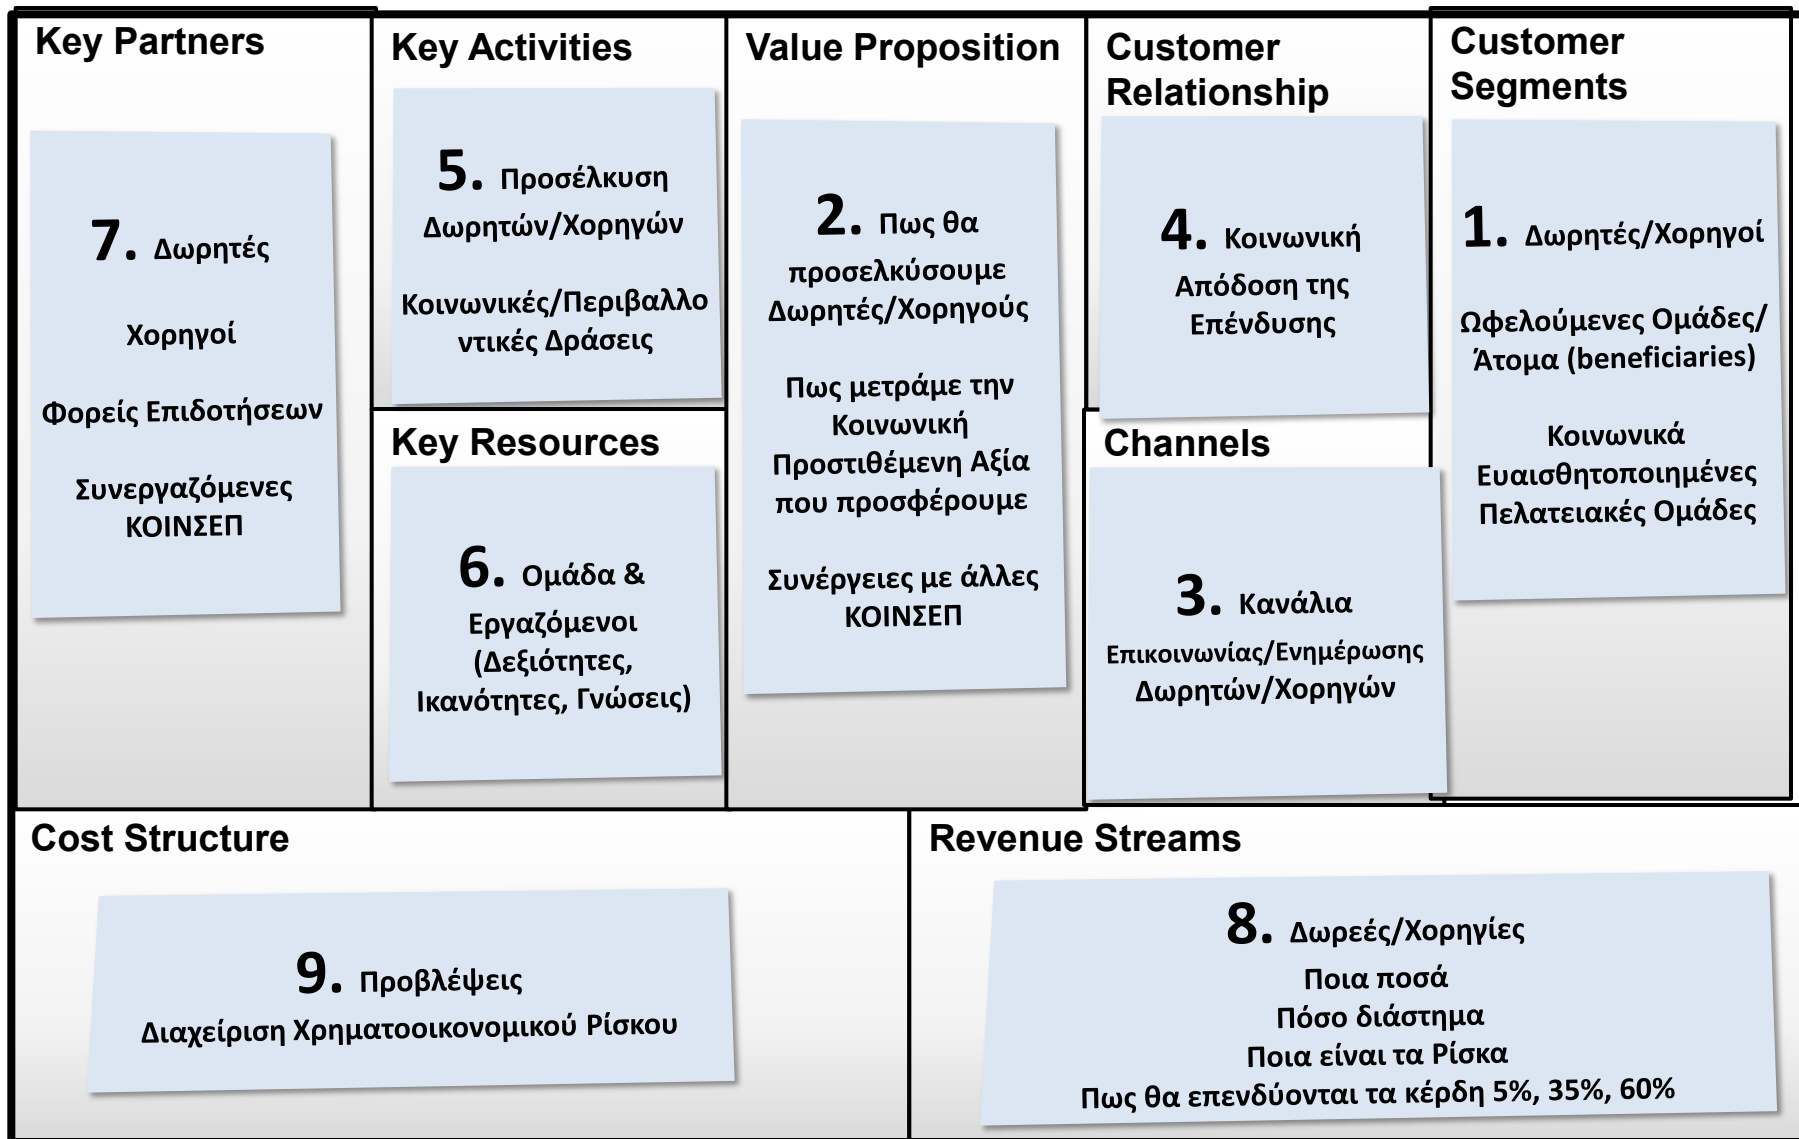 Key Partners
7. Δωρητές
Χορηγοί
Φορείς Επιδοτήσεων
Συνεργαζόμενες
ΚΟΙΝΣΕΠ
Key Activities
5. Προσέλκυση
Δωρητών/Χορηγών
Κοινωνικές/Περιβαλλο
ντικές Δράσεις
Key Resources
6. Ομάδα &
Εργαζόμενοι
(Δεξιότητες,
Ικανότητες, Γνώσεις)
Value Proposition
2. Πως θα
προσελκύσουμε
Δωρητές/Χορηγούς
Πως μετράμε την
Κοινωνική
Προστιθέμενη Αξία
που προσφέρουμε
Συνέργειες με άλλες
ΚΟΙΝΣΕΠ
Customer
Relationship
4. Κοινωνική
Απόδοση της
Επένδυσης
Channels
3. Κανάλια
Επικοινωνίας/Ενημέρωσης
Δωρητών/Χορηγών
Customer
Segments
1. Δωρητές/Χορηγοί
Ωφελούμενες Ομάδες/
Άτομα (beneficiaries)
Κοινωνικά
Ευαισθητοποιημένες
Πελατειακές Ομάδες
Cost Structure
9. Προβλέψεις
Διαχείριση Χρηματοοικονομικού Ρίσκου
Revenue Streams
8. Δωρεές/Χορηγίες
Ποια ποσά
Πόσο διάστημα
Ποια είναι τα Ρίσκα
Πως θα επενδύονται τα κέρδη 5%, 35%, 60%